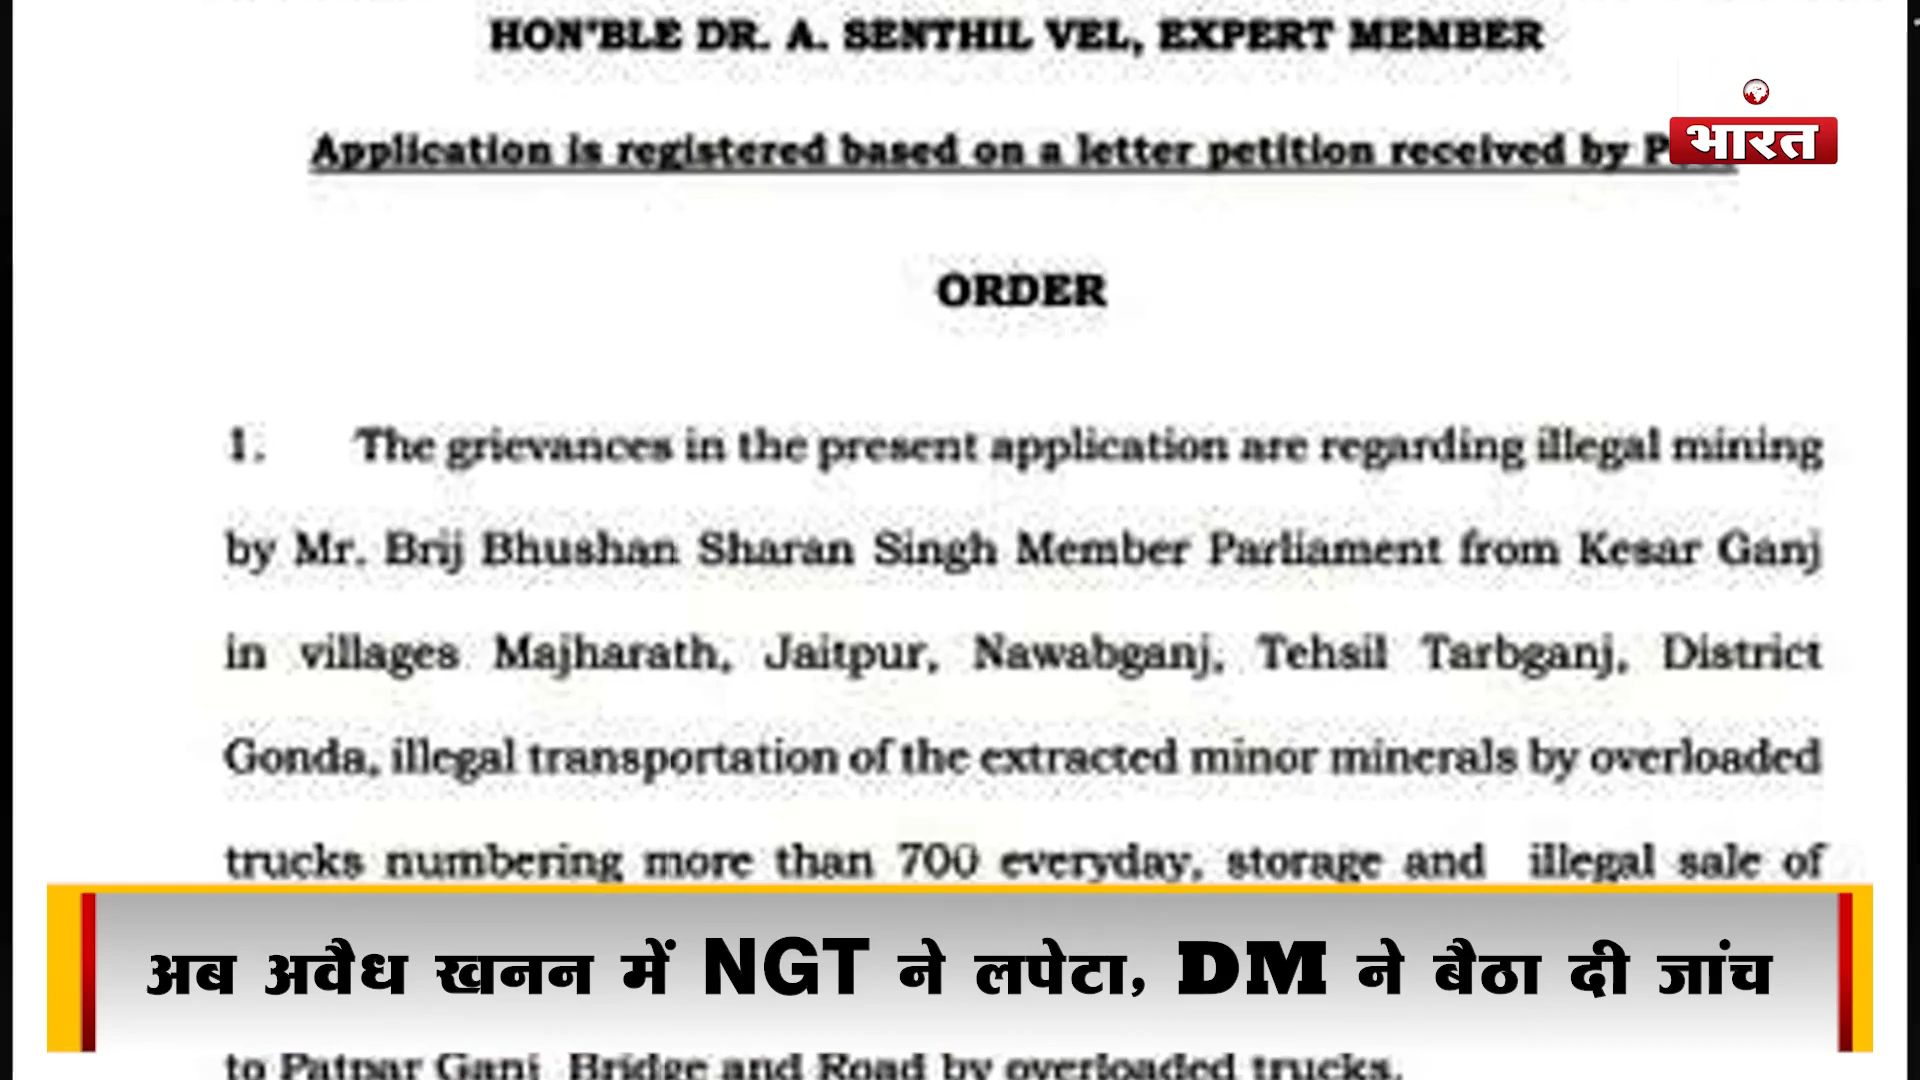 HON'BLE DR. A. SENTHIL VEL, EXPERT MEMBER
भारत
Application is registered based on a letter petition received by
ORDER
1. The grievances in the present application are regarding illegal mining
by Mr. Brij Bhushan Sharan Singh Member Parliament from Kesar Ganj
in villages Majharath, Jaitpur, Nawabganj, Tehsil Tarbganj, District
Gonda, illegal transportation of the extracted minor minerals by overloaded
trucks numbering more than 700 everyday, storage and illegal sale of
अब अवैध खनन में NGT ने लपेटा, DM ने बैठा दी जांच
to Patpar Ganj Bridge and Road by overloaded trucks.